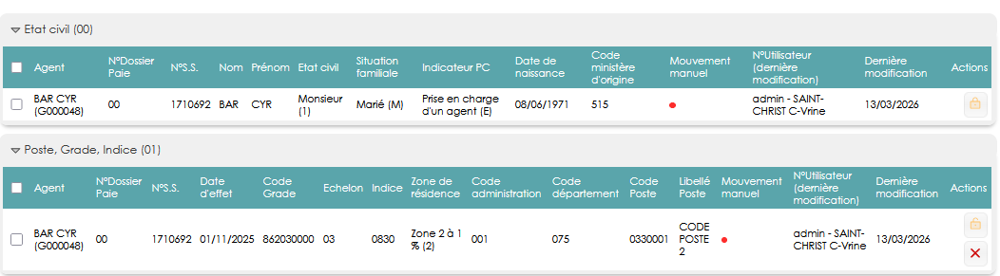 Etat civil (00)
Agent N°Dossier Paie N°S.S. Nom Prénom Etat civil Situation familiale Indicateur PC Date de naissance Code ministère d'origine Mouvement manuel N°Utilisateur (dernière modification) Dernière modification Actions
BAR CYR (G000048) 00 1710692 BAR CYR Monsieur (1) Marié (M) Prise en charge d'un agent (E) 08/06/1971 515 admin - SAINT-CHRIST C-Vrine 13/03/2026
Poste, Grade, Indice (01)
Agent N°Dossier Paie N°S.S. Date d'effet Code Grade Echelon Indice Zone de résidence Code administration Code département Code Poste Libellé Poste Mouvement manuel N°Utilisateur (dernière modification) Dernière modification Actions
BAR CYR (G000048) 00 1710692 01/11/2025 862030000 03 0830 Zone 2 à 1 % (2) 001 075 0330001 CODE POSTE 2 admin - SAINT-CHRIST C-Vrine 13/03/2026